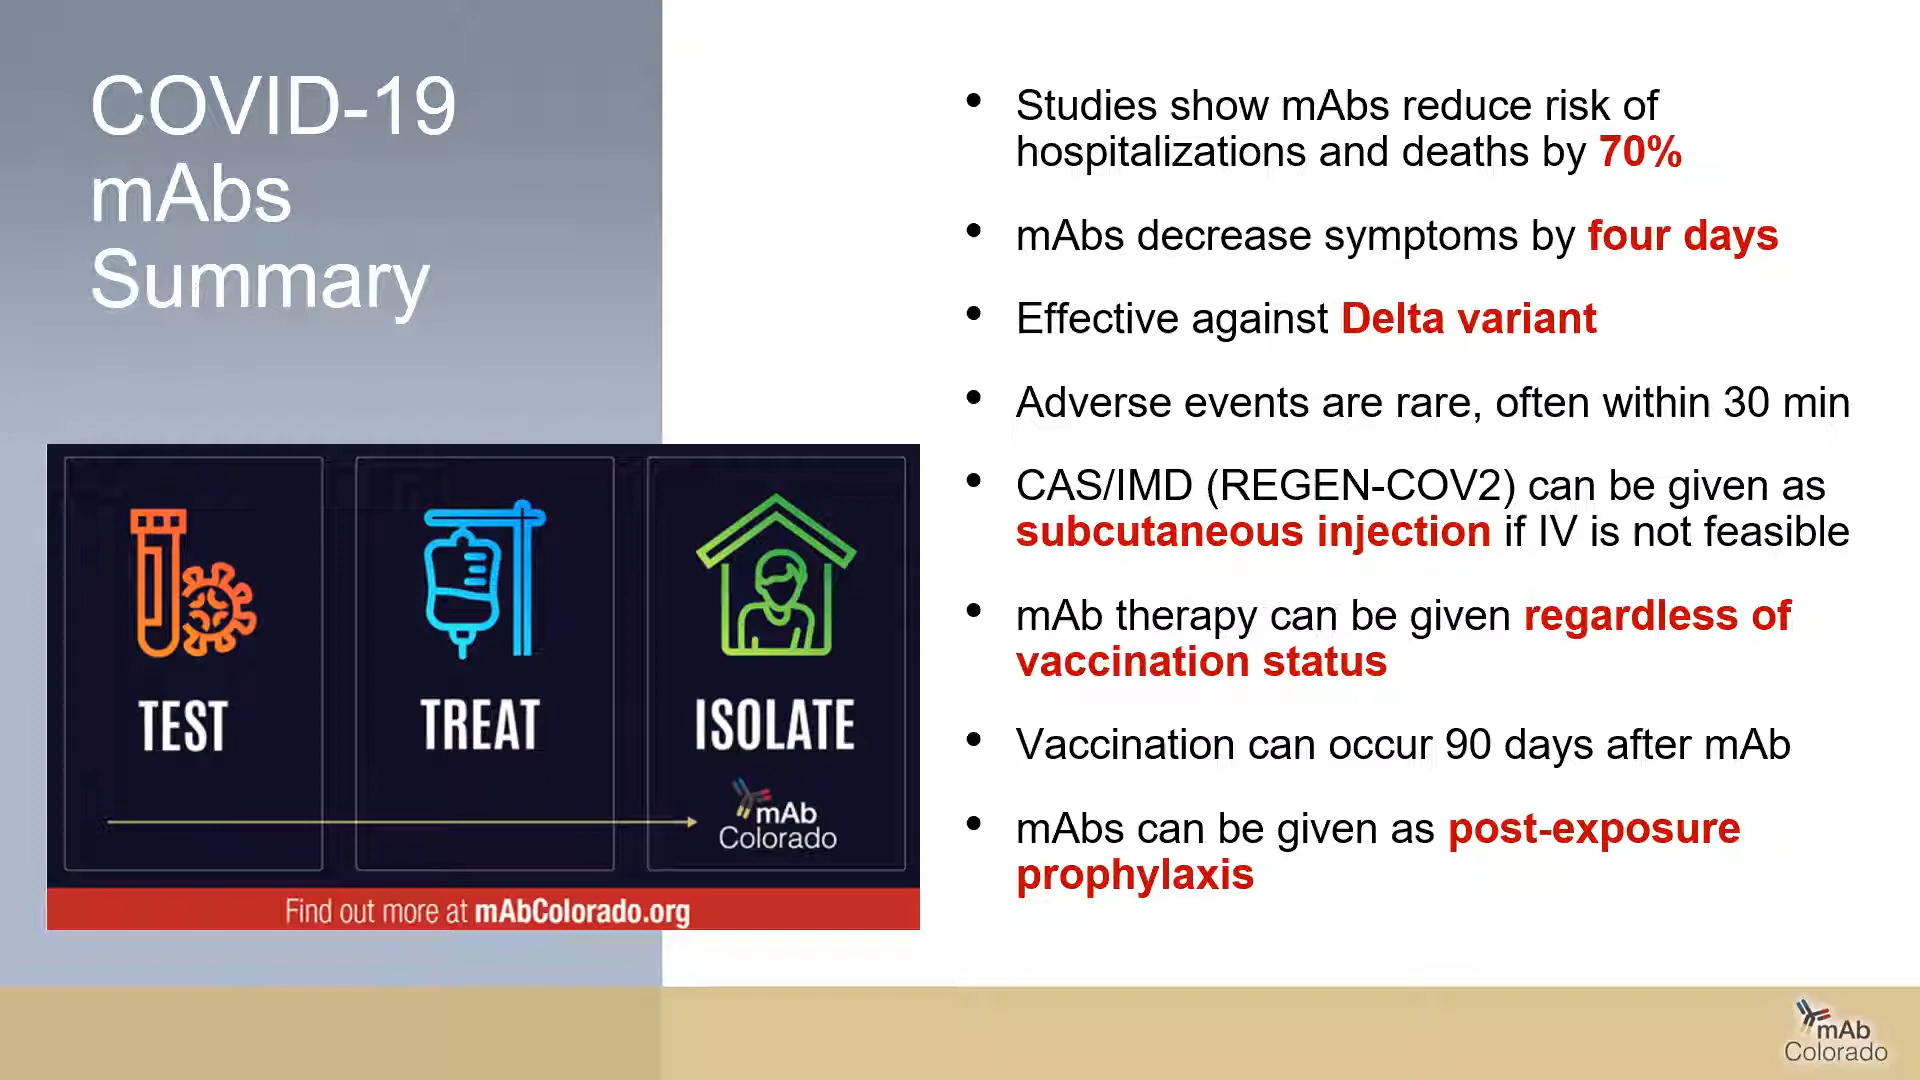 COVID-19
mAbs
Summary
• Studies show mAbs reduce risk of
hospitalizations and deaths by 70%
• mAbs decrease symptoms by four days
• Effective against Delta variant
• Adverse events are rare, often within 30 min
• CAS/IMD (REGEN-COV2) can be given as
subcutaneous injection if IV is not feasible
• mAb therapy can be given regardless of
vaccination status
• Vaccination can occur 90 days after mAb
• mAbs can be given as post-exposure
prophylaxis
TEST
TREAT
ISOLATE
mAb
Colorado
Find out more at mAbColorado.org
mAb
Colorado